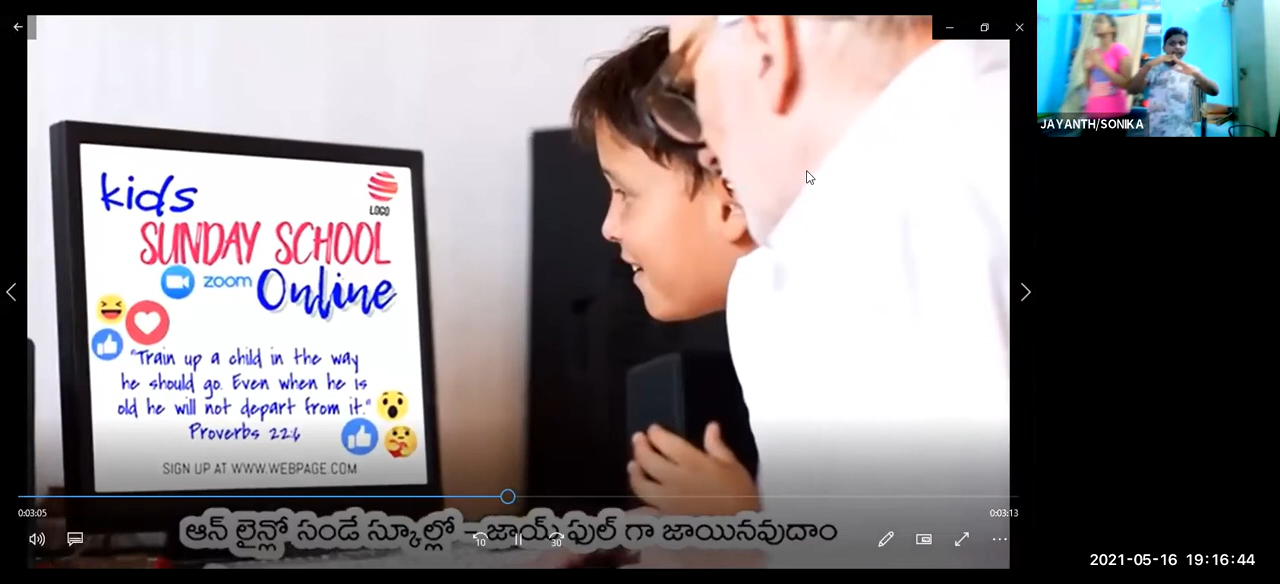 kids
LOGO
SUNDAY SCHOOL
zoom Online
"Train up a child in the way
he should go. Even when he is
old he will not depart from it."
Proverbs 22:6
SIGN UP AT WWW.WEBPAGE.COM
0:03:05
0:03:13
ఆన్ లైన్లో సండే స్కూల్లో –జాయ్ ఫుల్ గా జాయినవుదాం
10
30
JAYANTH/SONIKA
2021-05-16 19:16:44